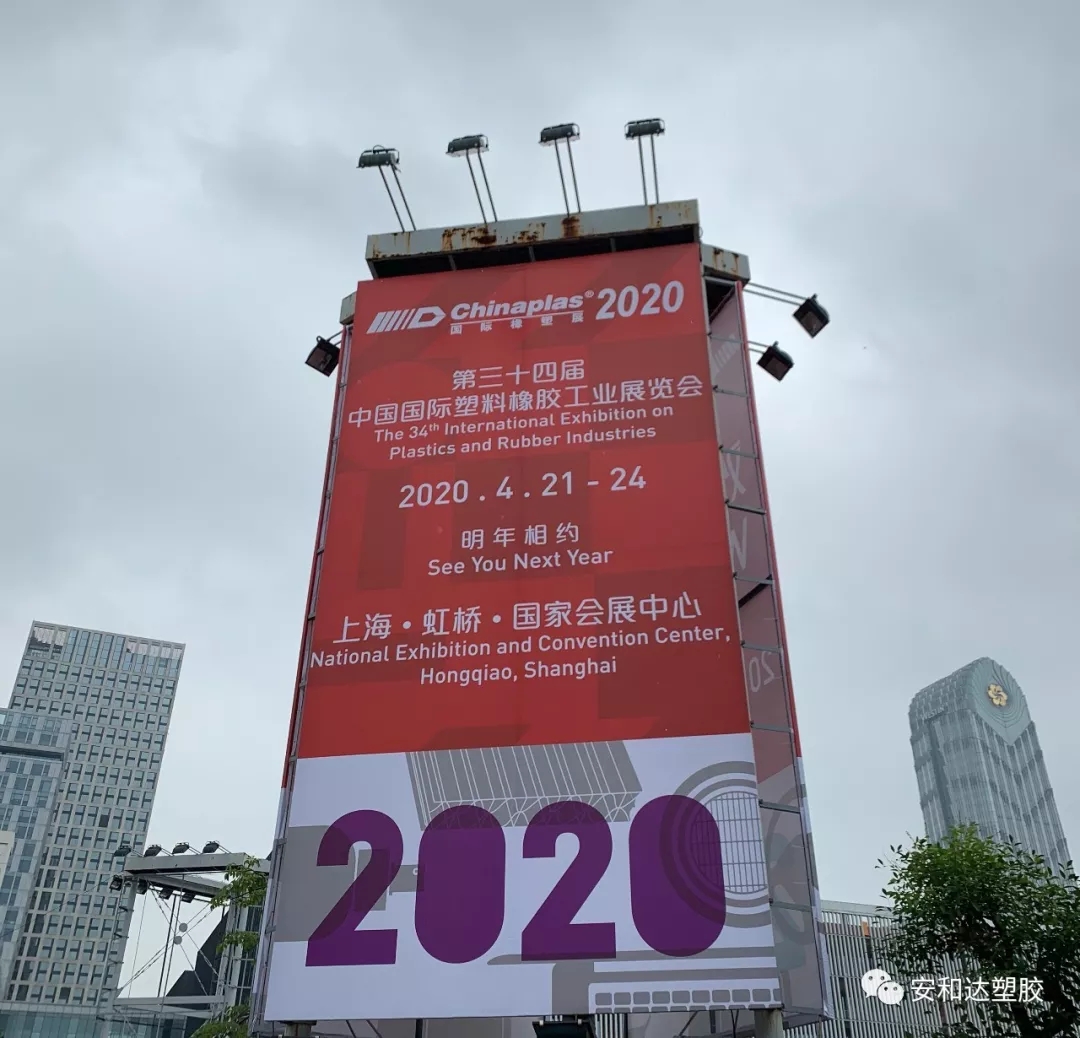 Chinaplas® 2020
国际橡塑展
第三十四届
中国国际塑料橡胶工业展览会
The 34th International Exhibition on
Plastics and Rubber Industries
2020 . 4 . 21 - 24
明年相约
See You Next Year
上海·虹桥·国家会展中心
National Exhibition and Convention Center,
Hongqiao, Shanghai
2020
安和达塑胶